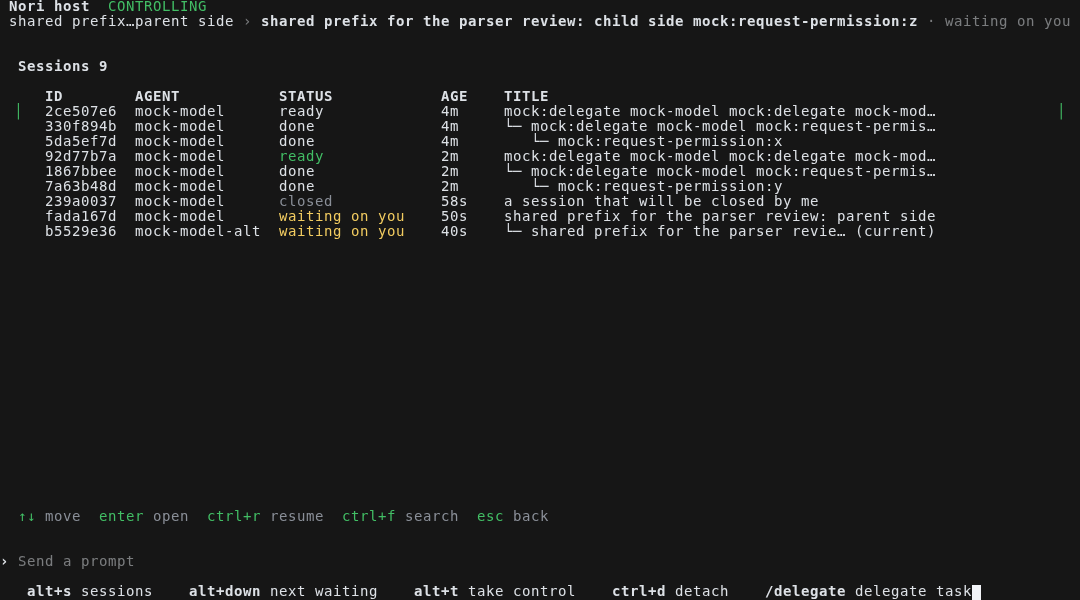 Nori host  CONTROLLING
shared prefix…parent side › shared prefix for the parser review: child side mock:request-permission:z · waiting on you
Sessions 9
ID  AGENT  STATUS  AGE  TITLE
2ce507e6  mock-model  ready  4m  mock:delegate mock-model mock:delegate mock-mod…
330f894b  mock-model  done  4m  └─ mock:delegate mock-model mock:request-permis…
5da5ef7d  mock-model  done  4m  └─ mock:request-permission:x
92d77b7a  mock-model  ready  2m  mock:delegate mock-model mock:delegate mock-mod…
1867bbee  mock-model  done  2m  └─ mock:delegate mock-model mock:request-permis…
7a63b48d  mock-model  done  2m  └─ mock:request-permission:y
239a0037  mock-model  closed  58s  a session that will be closed by me
fada167d  mock-model  waiting on you  50s  shared prefix for the parser review: parent side
b5529e36  mock-model-alt  waiting on you  40s  └─ shared prefix for the parser revie… (current)
↑↓ move  enter open  ctrl+r resume  ctrl+f search  esc back
› Send a prompt
alt+s sessions  alt+down next waiting  alt+t take control  ctrl+d detach  /delegate delegate task